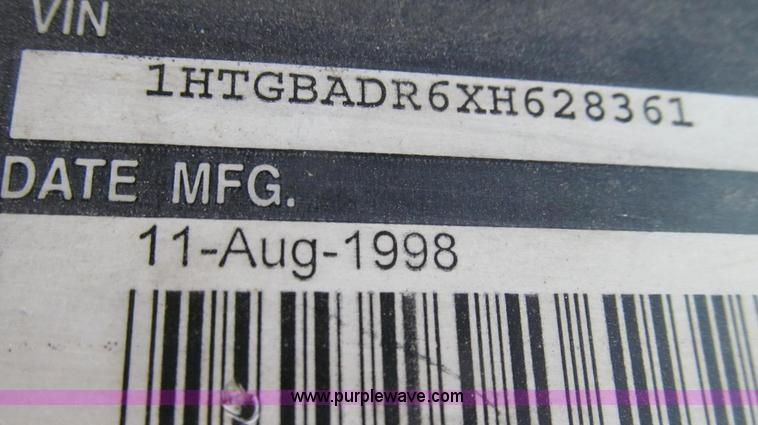 VIN
1HTGBADR6XH628361
DATE MFG.
11-Aug-1998
www.purplewave.com